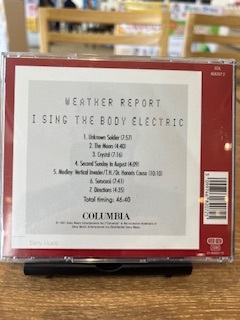 WEATHER REPORT
I SING THE BODY ELECTRIC
1. Unknown Soldier (7:57)
2. The Moors (4:40)
3. Crystal (7:16)
4. Second Sunday In August (4:09)
5. Medley: Vertical Invader/T.H./Dr. Honoris Causa (10:10)
6. Surucucú (7:41)
7. Directions (4:35)
Total timing: 46:40
COLUMBIA